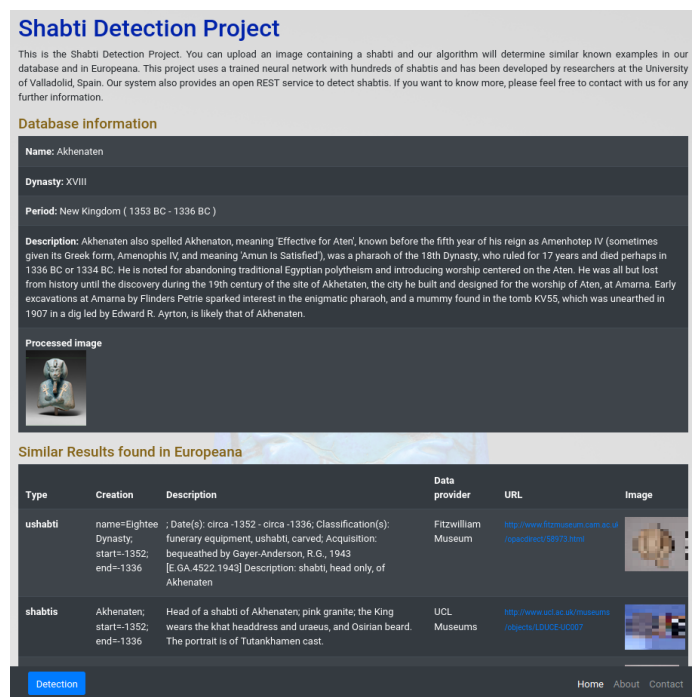 Shabti Detection Project
This is the Shabti Detection Project. You can upload an image containing a shabti and our algorithm will determine similar known examples in our
database and in Europeana. This project uses a trained neural network with hundreds of shabtis and has been developed by researchers at the University
of Valladolid, Spain. Our system also provides an open REST service to detect shabtis. If you want to know more, please feel free to contact with us for any
further information.
Database information
Name: Akhenaten
Dynasty: XVIII
Period: New Kingdom ( 1353 BC - 1336 BC )
Description: Akhenaten also spelled Akhenaton, meaning 'Effective for Aten', known before the fifth year of his reign as Amenhotep IV (sometimes
given its Greek form, Amenophis IV, and meaning 'Amun Is Satisfied'), was a pharaoh of the 18th Dynasty, who ruled for 17 years and died perhaps in
1336 BC or 1334 BC. He is noted for abandoning traditional Egyptian polytheism and introducing worship centered on the Aten. He was all but lost
from history until the discovery during the 19th century of the site of Akhetaten, the city he built and designed for the worship of Aten, at Amarna. Early
excavations at Amarna by Flinders Petrie sparked interest in the enigmatic pharaoh, and a mummy found in the tomb KV55, which was unearthed in
1907 in a dig led by Edward R. Ayrton, is likely that of Akhenaten.
Processed image
Similar Results found in Europeana
Type Creation Description Data provider URL Image
ushabti name=Eightee ; Date(s): circa -1352 - circa -1336; Classification(s): Fitzwilliam http://www.fitzmuseum.cam.ac.uk
Dynasty; funerary equipment, ushabti, carved; Acquisition: Museum /opacdirect/58973.html
start=-1352; bequeathed by Gayer-Anderson, R.G., 1943
end=-1336 [E.GA.4522.1943] Description: shabti, head only, of
Akhenaten
shabtis Akhenaten; Head of a shabti of Akhenaten; pink granite; the King UCL http://www.ucl.ac.uk/museums
start=-1352; wears the khat headdress and uraeus, and Osirian beard. Museums /objects/LDUCE-UC007
end=-1336 The portrait is of Tutankhamen cast.
Detection Home About Contact